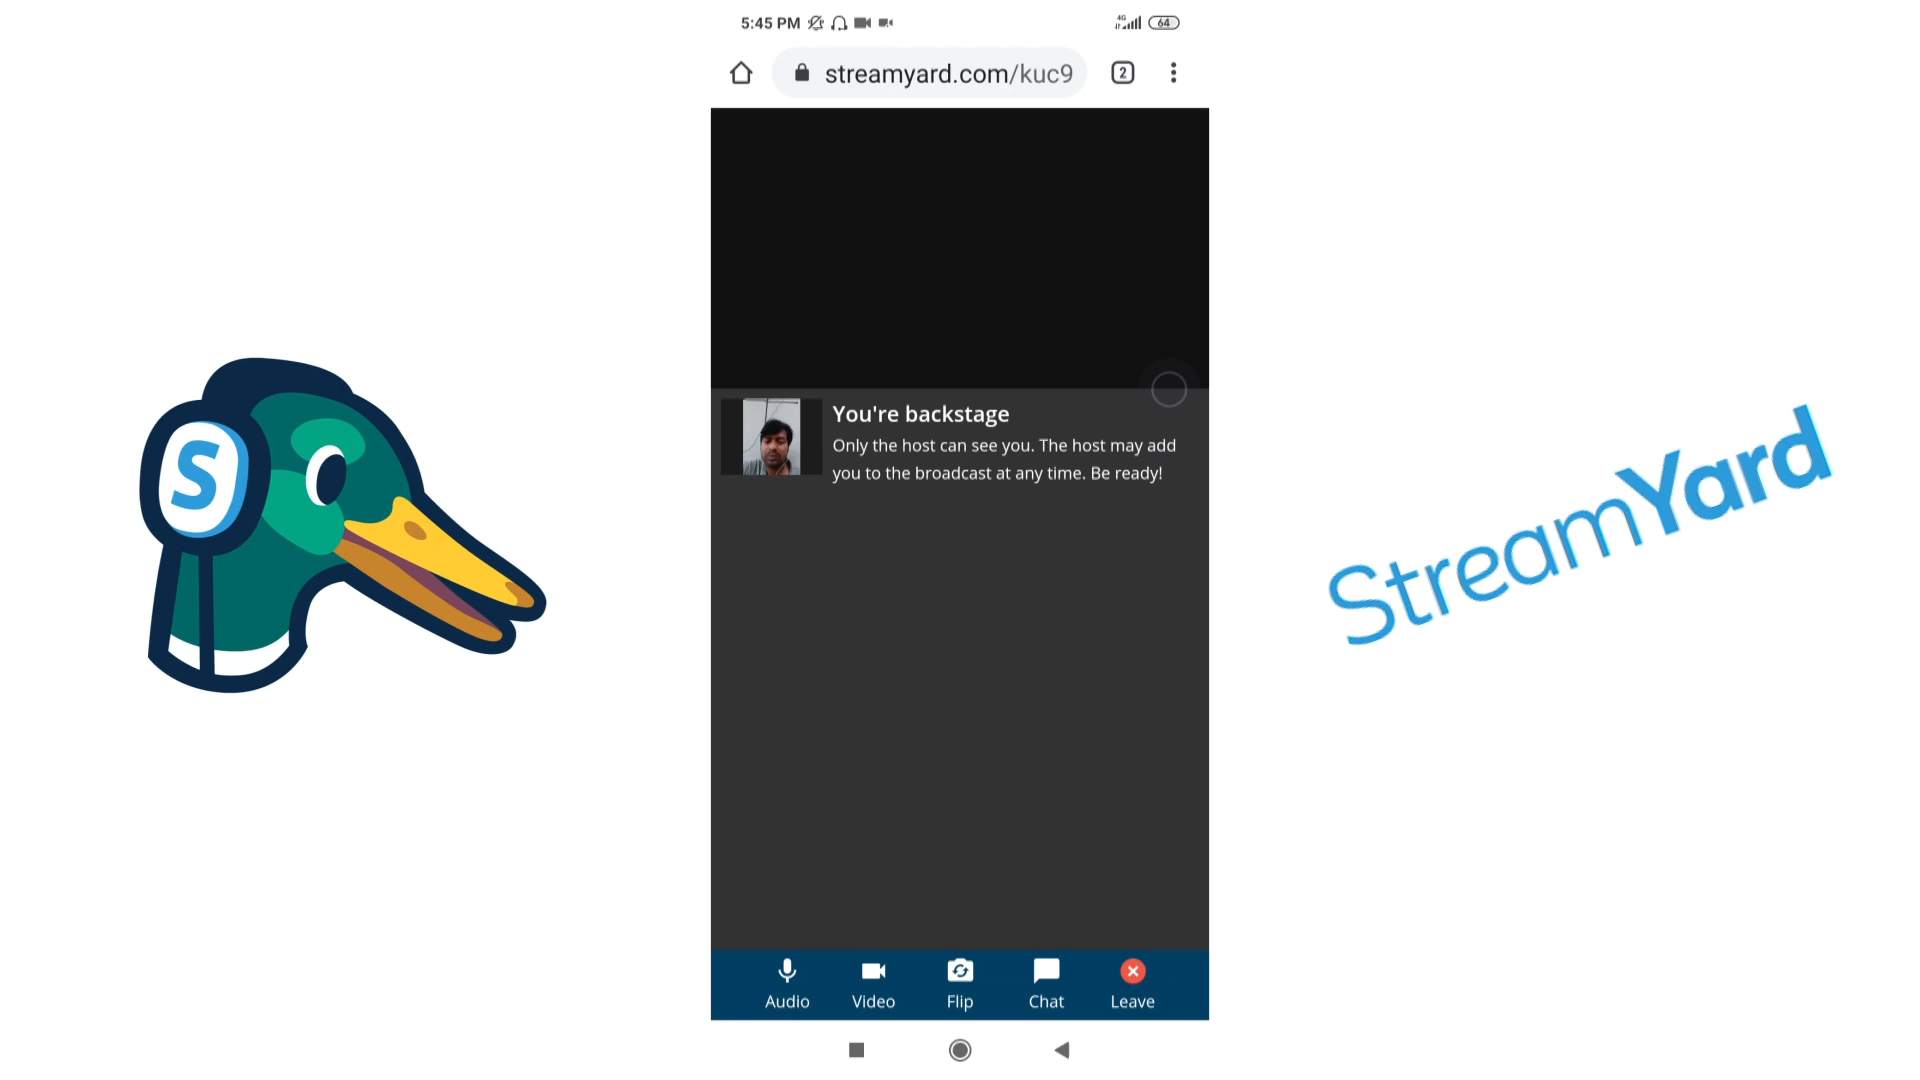 5:45 PM
4G
64
streamyard.com/kuc9
2
You're backstage
Only the host can see you. The host may add
you to the broadcast at any time. Be ready!
S
StreamYard
Audio
Video
Flip
Chat
Leave